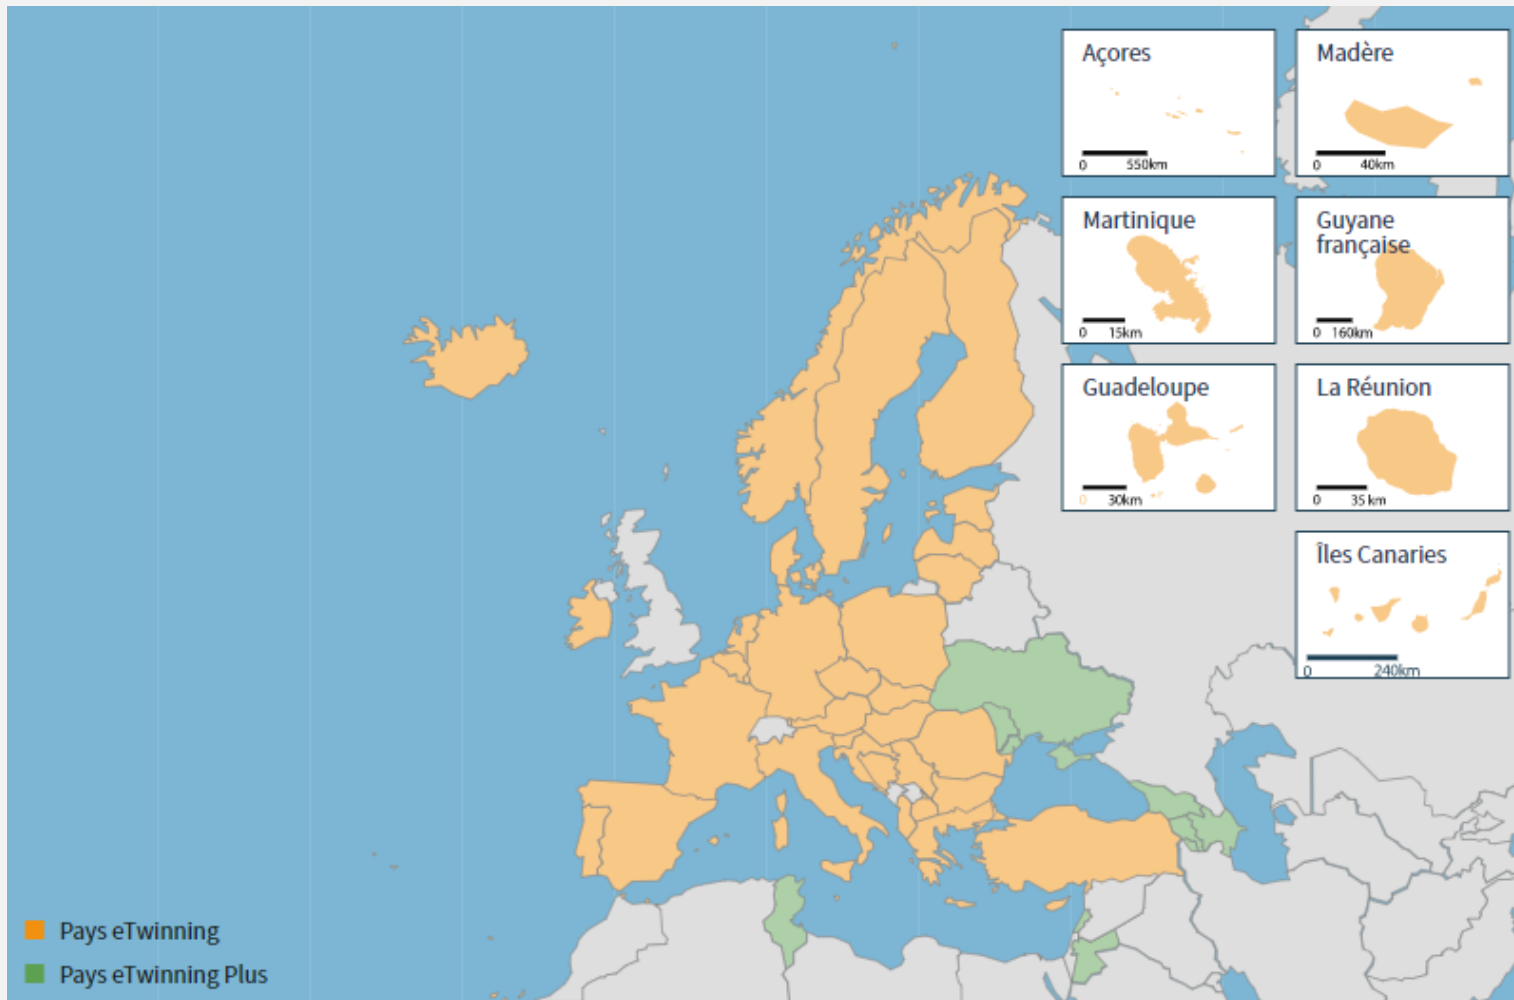 Açores
0 550km
Madère
0 40km
Martinique
0 15km
Guyane
française
0 160km
Guadeloupe
0 30km
La Réunion
0 35 km
Îles Canaries
0 240km
Pays eTwinning
Pays eTwinning Plus